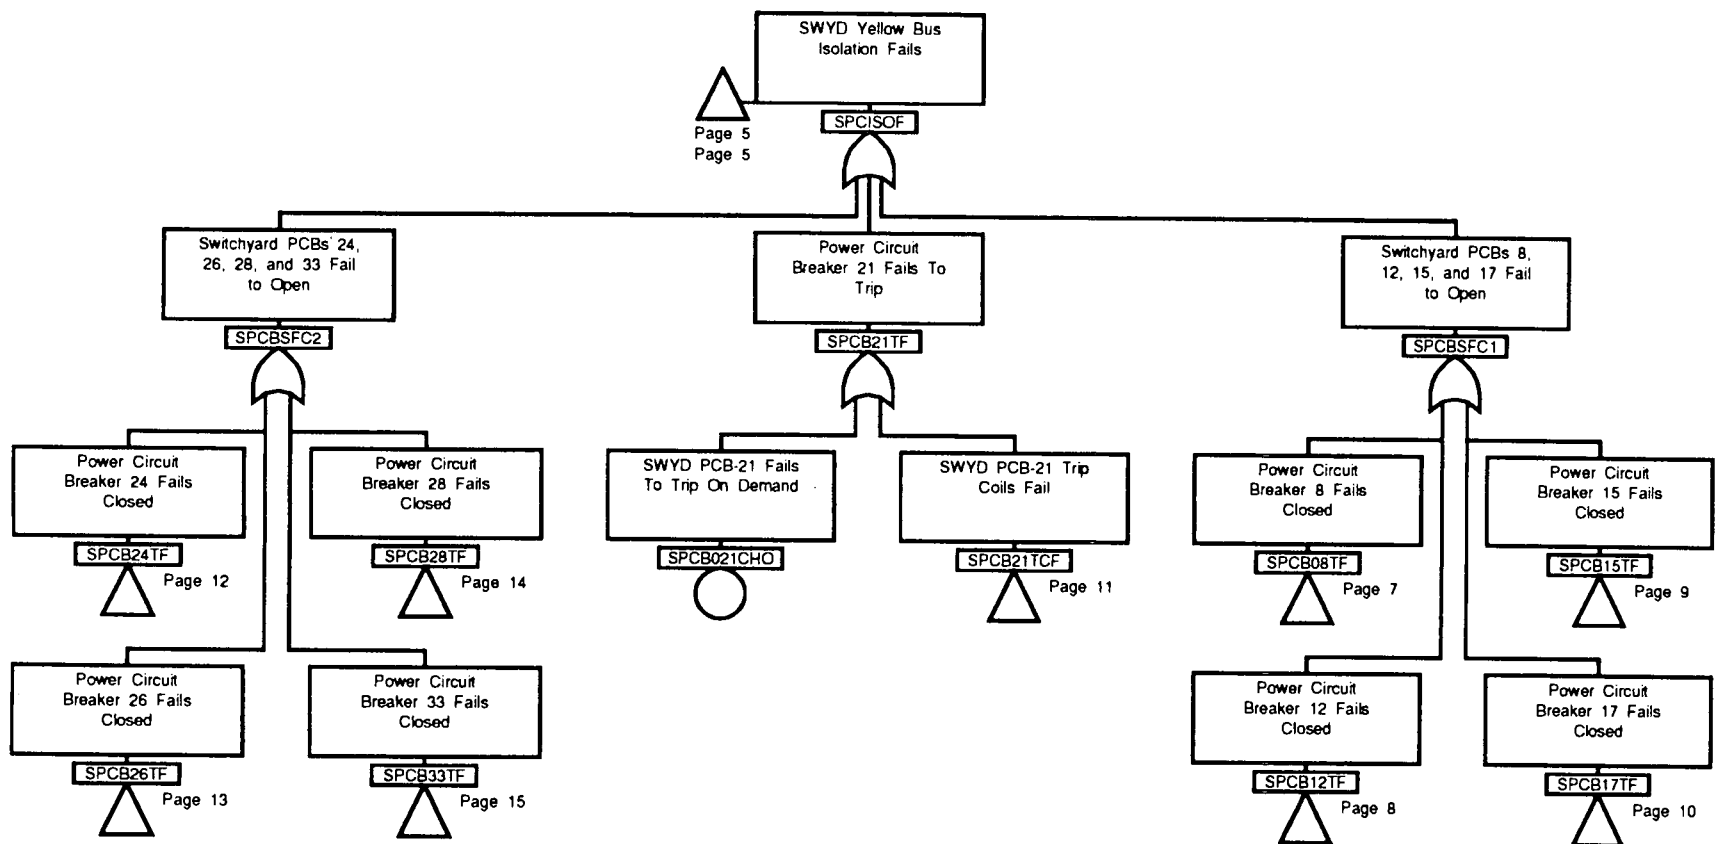 SWYD Yellow Bus
Isolation Fails
Page 5
Page 5
SPCISOF
Switchyard PCBs 24,
26, 28, and 33 Fail
to Open
SPCBSFC2
Power Circuit
Breaker 21 Fails To
Trip
SPCB21TF
Switchyard PCBs 8,
12, 15, and 17 Fail
to Open
SPCBSFC1
Power Circuit
Breaker 24 Fails
Closed
SPCB24TF
Page 12
Power Circuit
Breaker 28 Fails
Closed
SPCB28TF
Page 14
SWYD PCB-21 Fails
To Trip On Demand
SPCB021CHO
SWYD PCB-21 Trip
Coils Fail
SPCB21TCF
Page 11
Power Circuit
Breaker 8 Fails
Closed
SPCB08TF
Page 7
Power Circuit
Breaker 15 Fails
Closed
SPCB15TF
Page 9
Power Circuit
Breaker 26 Fails
Closed
SPCB26TF
Page 13
Power Circuit
Breaker 33 Fails
Closed
SPCB33TF
Page 15
Power Circuit
Breaker 12 Fails
Closed
SPCB12TF
Page 8
Power Circuit
Breaker 17 Fails
Closed
SPCB17TF
Page 10